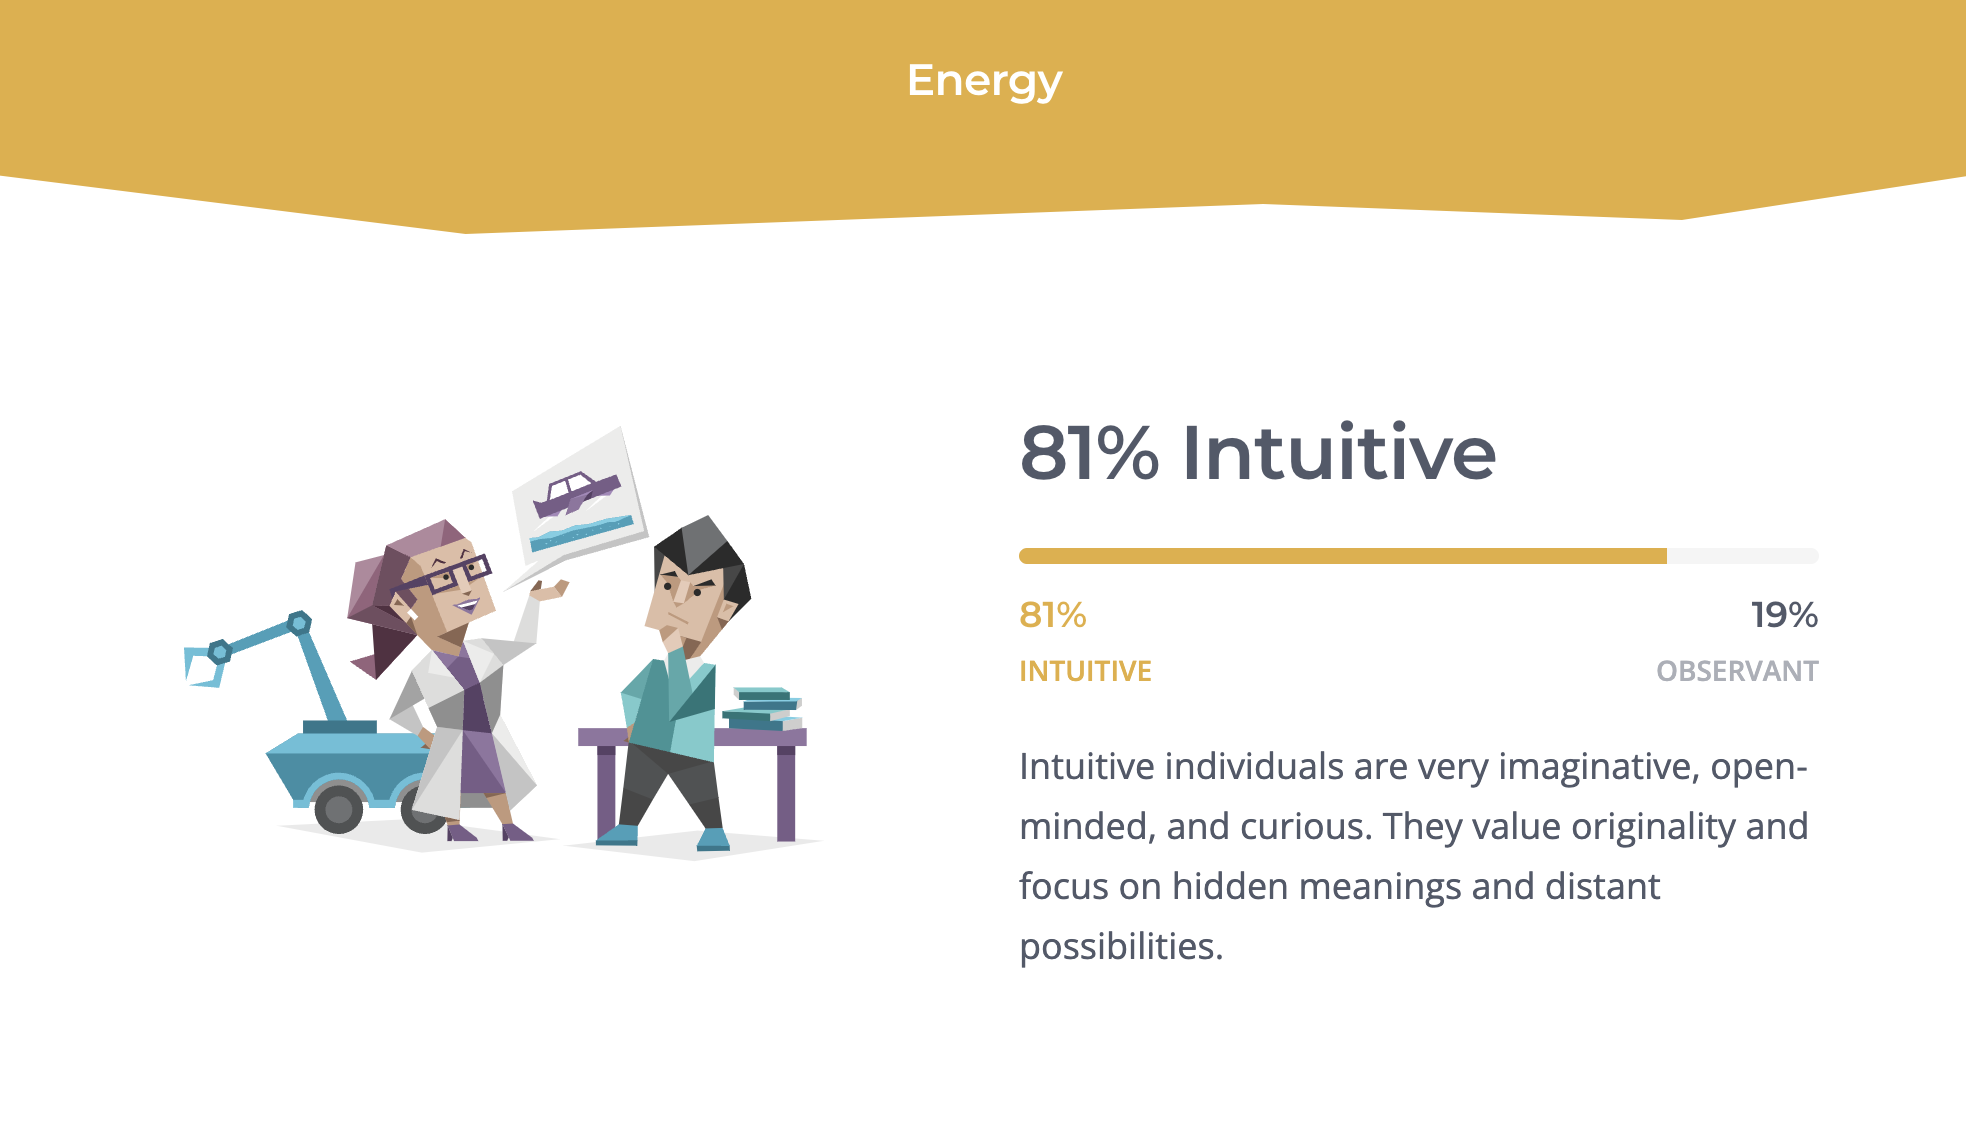 Energy
81% Intuitive
81%
19%
INTUITIVE
OBSERVANT
Intuitive individuals are very imaginative, open-
minded, and curious. They value originality and
focus on hidden meanings and distant
possibilities.